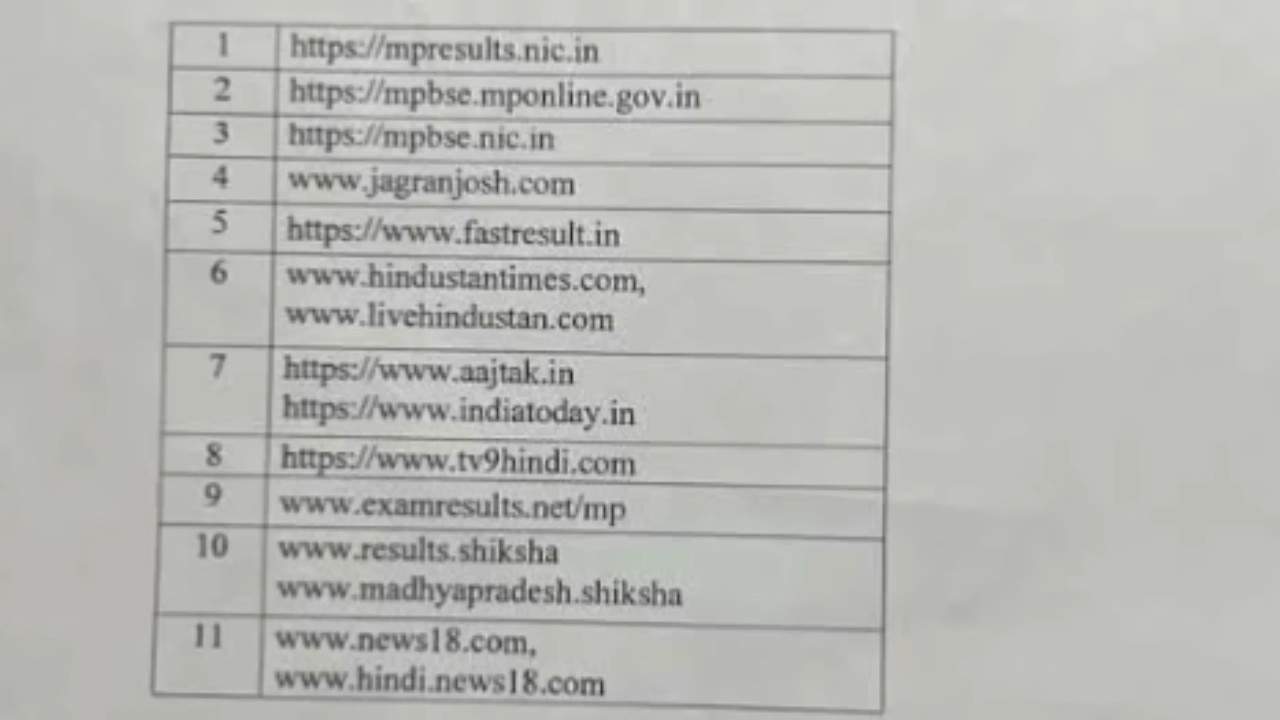 1 https://mpresults.nic.in
2 https://mpbse.mponline.gov.in
3 https://mpbse.nic.in
4 www.jagranjosh.com
5 https://www.fastresult.in
6 www.hindustantimes.com,
www.livehindustan.com
7 https://www.aajtak.in
https://www.indiatoday.in
8 https://www.tv9hindi.com
9 www.examresults.net/mp
10 www.results.shiksha
www.madhyapradesh.shiksha
11 www.news18.com,
www.hindi.news18.com